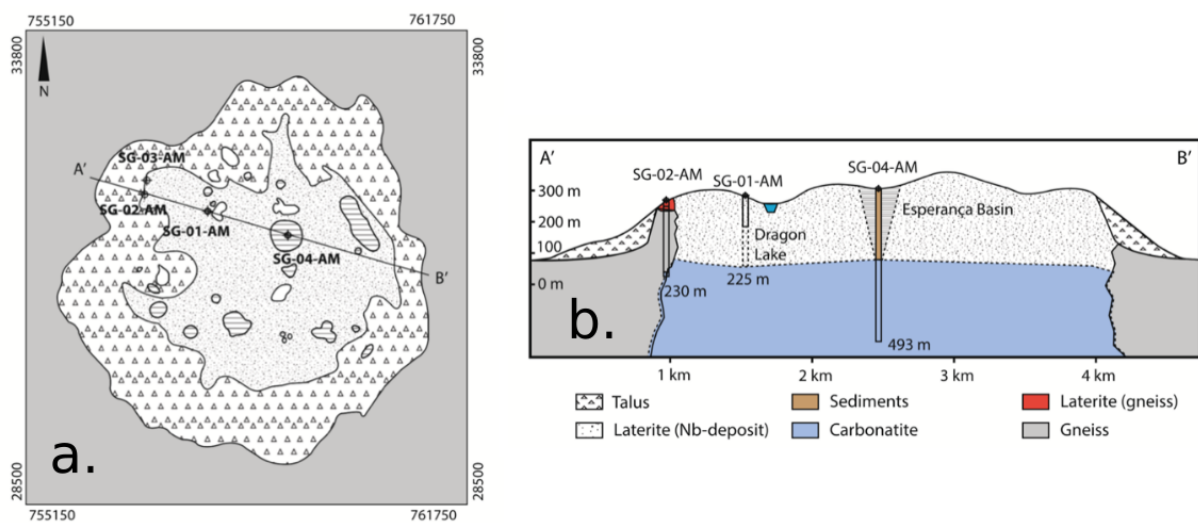 755150
761750
33800
33800
N
A'
SG-03-AM
SG-02-AM
SG-01-AM
SG-04-AM
B'
28500
28500
755150
761750
a.
A'
B'
SG-02-AM
SG-01-AM
SG-04-AM
300 m
200 m
100
0 m
Esperança Basin
Dragon
Lake
230 m
225 m
493 m
b.
1 km
2 km
3 km
4 km
Talus
Sediments
Laterite (gneiss)
Laterite (Nb-deposit)
Carbonatite
Gneiss